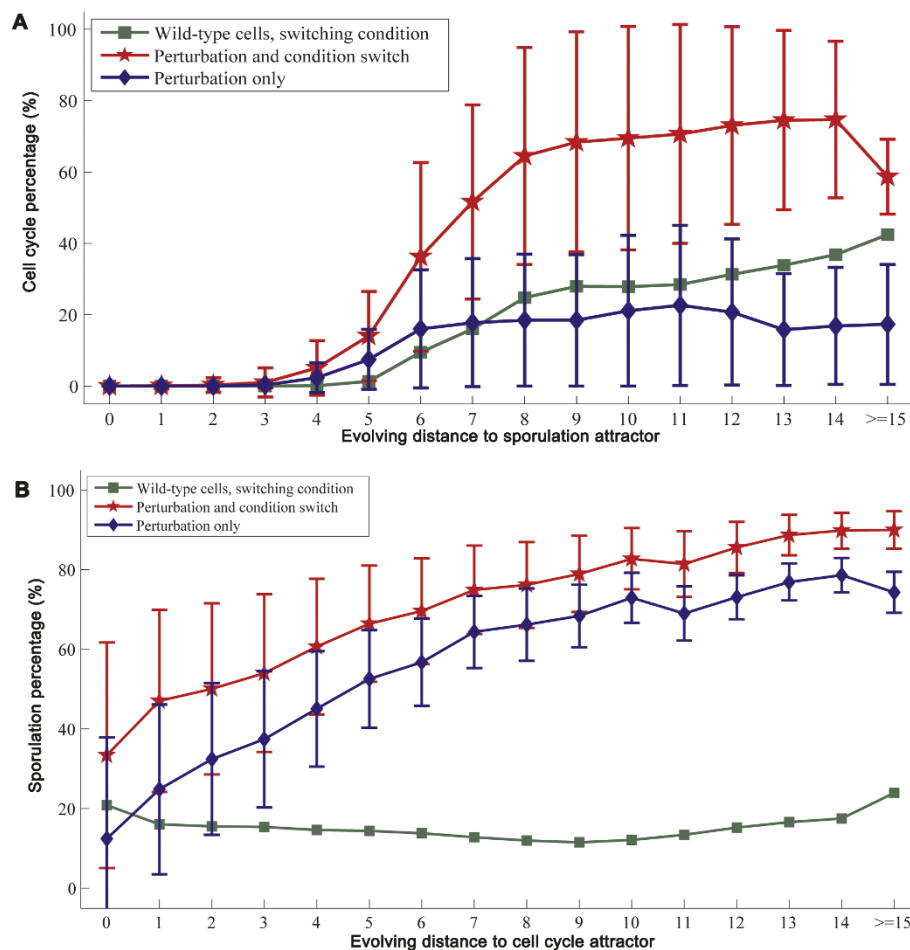 A
Wild-type cells, switching condition
Perturbation and condition switch
Perturbation only
Cell cycle percentage (%)
100
80
60
40
20
0
0 1 2 3 4 5 6 7 8 9 10 11 12 13 14 >=15
Evolving distance to sporulation attractor
B
Wild-type cells, switching condition
Perturbation and condition switch
Perturbation only
Sporulation percentage (%)
100
80
60
40
20
0
0 1 2 3 4 5 6 7 8 9 10 11 12 13 14 >=15
Evolving distance to cell cycle attractor